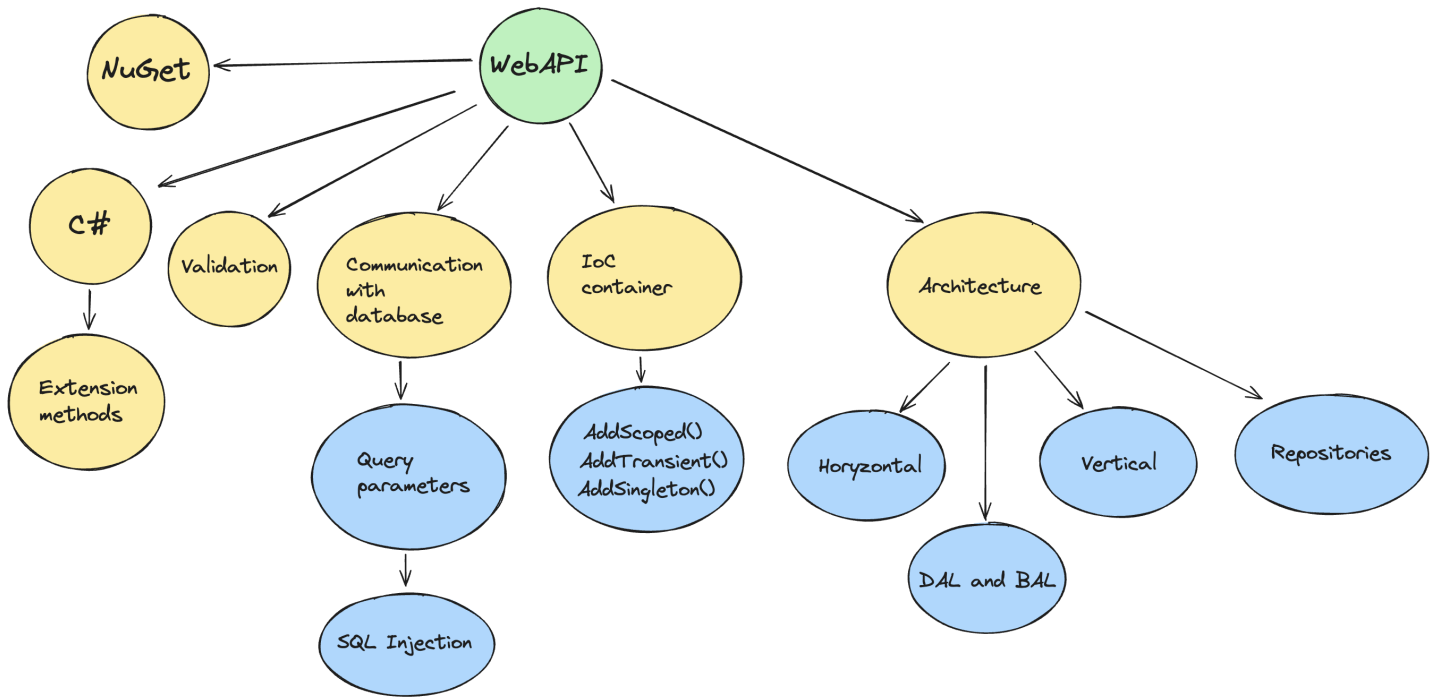 NuGet
WebAPI
C#
Validation
Communication
with
database
IoC
container
Architecture
Extension
methods
Query
parameters
AddScoped()
AddTransient()
AddSingleton()
Horyzontal
Vertical
Repositories
DAL and BAL
SQL Injection